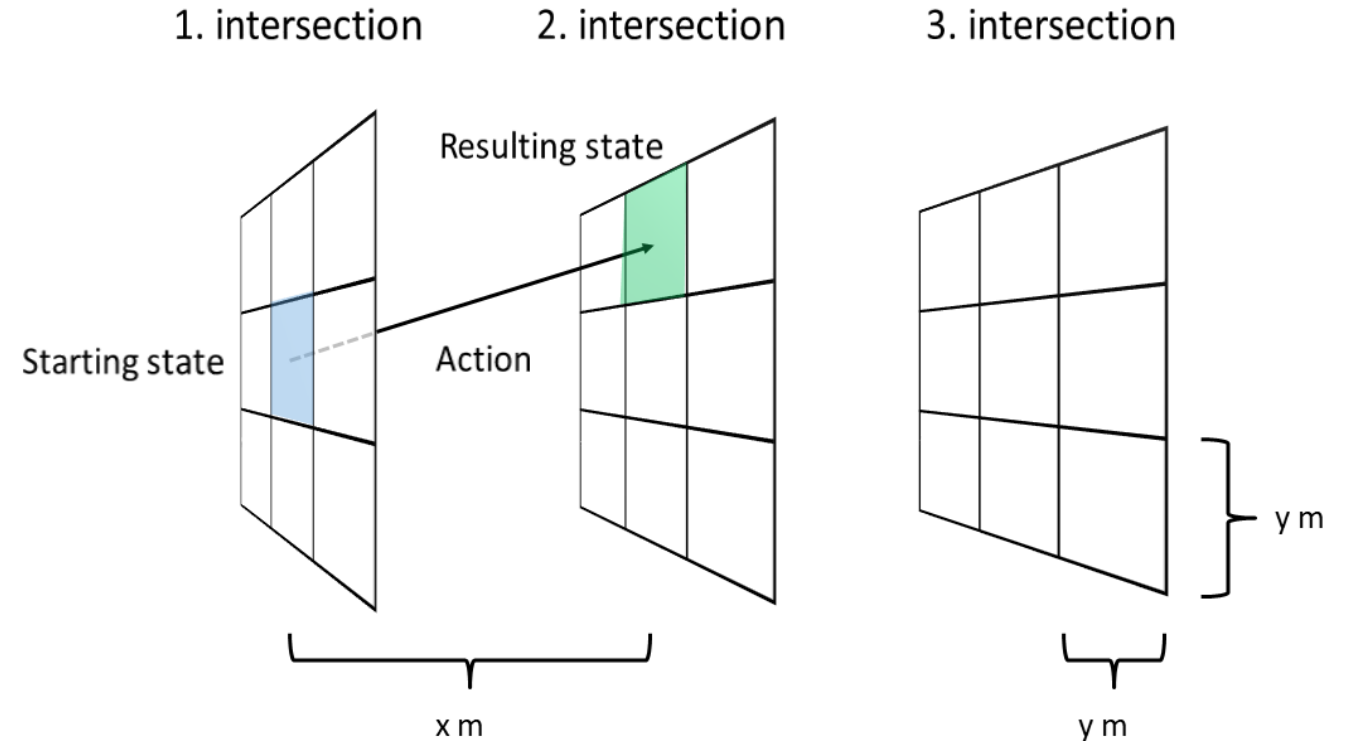 1. intersection
2. intersection
3. intersection
Resulting state
Starting state
Action
y m
x m
y m